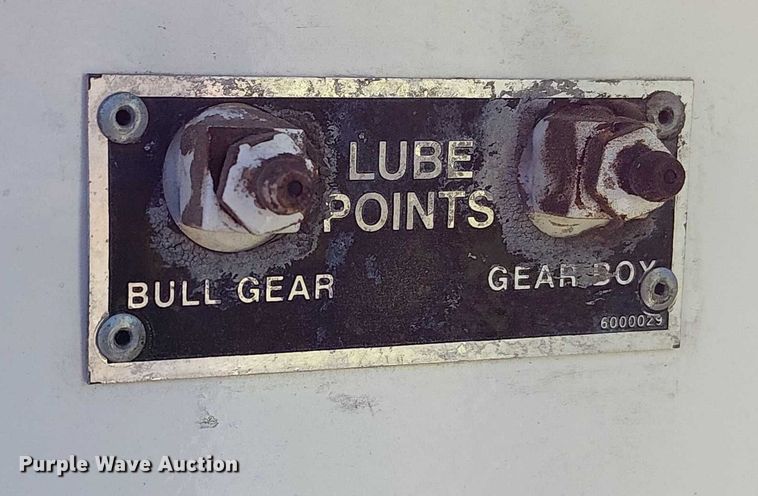 LUBE
POINTS
BULL GEAR
GEAR BOX
6000029
Purple Wave Auction